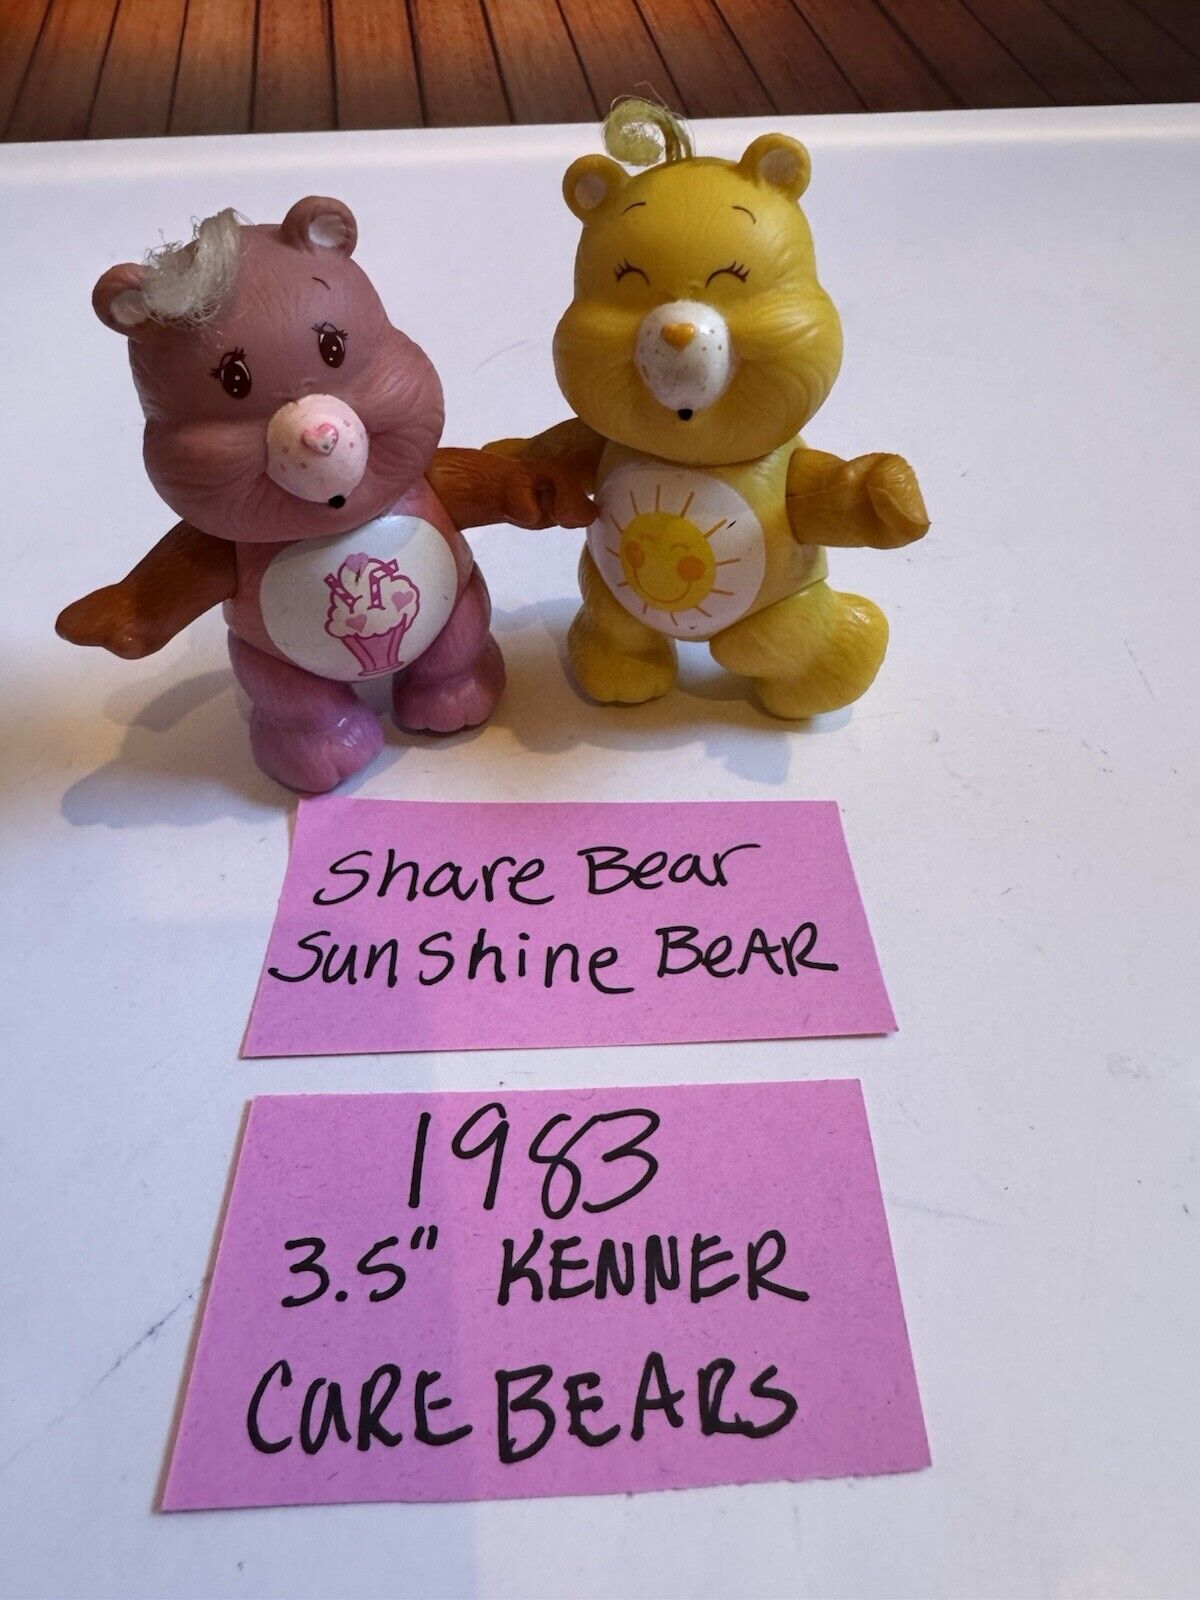 Share Bear
SunShine BeAR
1983
3.5" KENNER
CARE BEARS